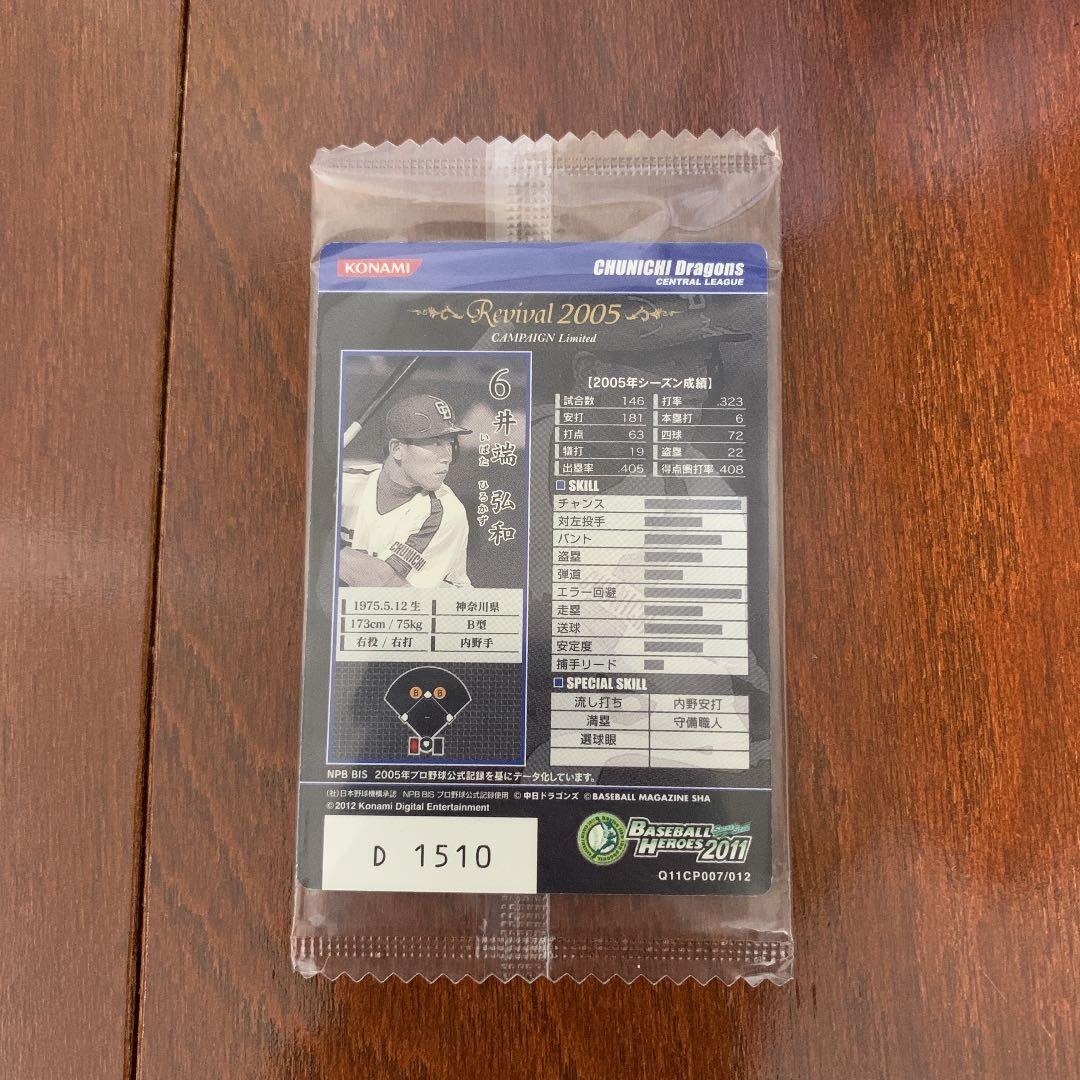 KONAMI
CHUNICHI Dragons
CENTRAL LEAGUE
Revival 2005
CAMPAIGN Limited
6 井端 弘和
いばた ひろかず
CHUNICHI
1975.5.12 生 神奈川県
173cm / 75kg B型
右投 / 右打 内野手
B B
【2005年シーズン成績】
試合数 146 打率 .323
安打 181 本塁打 6
打点 63 四球 72
犠打 19 盗塁 22
出塁率 .405 得点圏打率 .408
SKILL
チャンス
対左投手
バント
盗塁
弾道
エラー回避
走塁
送球
安定度
捕手リード
SPECIAL SKILL
流し打ち 内野安打
満塁 守備職人
選球眼
NPB BIS 2005年プロ野球公式記録を基にデータ化しています。
(社)日本野球機構承認 NPB BIS プロ野球公式記録使用 © 中日ドラゴンズ ©BASEBALL MAGAZINE SHA
© 2012 Konami Digital Entertainment
D 1510
BASEBALL HEROES 2011
Q11CP007/012